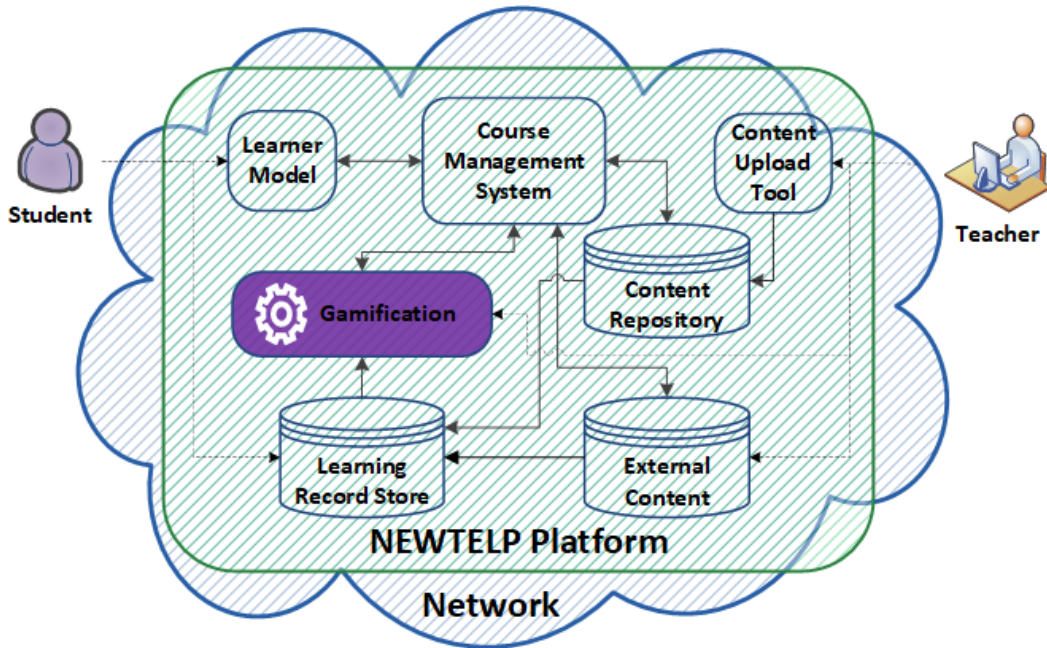 Student
Learner
Model
Course
Management
System
Content
Upload
Tool
Teacher
Gamification
Content
Repository
Learning
Record Store
External
Content
NEWTELP Platform
Network